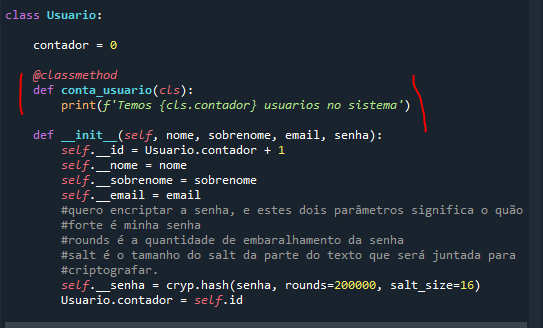 class Usuario:
contador = 0
@classmethod
def conta_usuario(cls):
print(f'Temos {cls.contador} usuarios no sistema')
def __init__(self, nome, sobrenome, email, senha):
self.__id = Usuario.contador + 1
self.__nome = nome
self.__sobrenome = sobrenome
self.__email = email
#quero encriptar a senha, e estes dois parâmetros significa o quão
#forte é minha senha
#rounds é a quantidade de embaralhamento da senha
#salt é o tamanho do salt da parte do texto que será juntada para
#criptografar.
self.__senha = cryp.hash(senha, rounds=200000, salt_size=16)
Usuario.contador = self.id